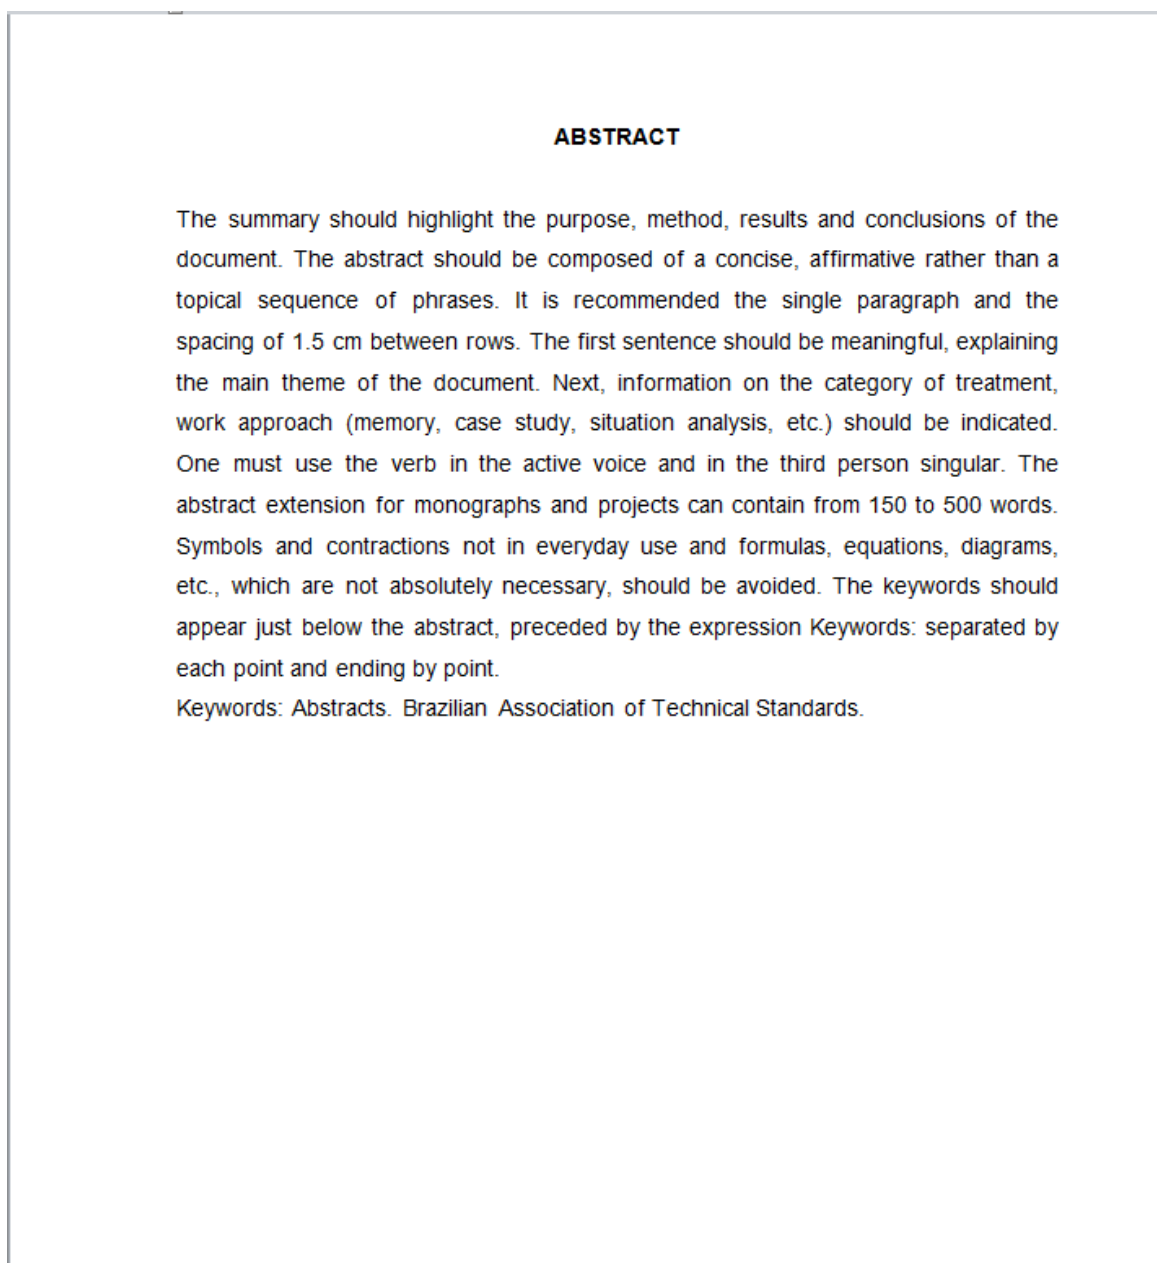 ABSTRACT
The summary should highlight the purpose, method, results and conclusions of the
document. The abstract should be composed of a concise, affirmative rather than a
topical sequence of phrases. It is recommended the single paragraph and the
spacing of 1.5 cm between rows. The first sentence should be meaningful, explaining
the main theme of the document. Next, information on the category of treatment,
work approach (memory, case study, situation analysis, etc.) should be indicated.
One must use the verb in the active voice and in the third person singular. The
abstract extension for monographs and projects can contain from 150 to 500 words.
Symbols and contractions not in everyday use and formulas, equations, diagrams,
etc., which are not absolutely necessary, should be avoided. The keywords should
appear just below the abstract, preceded by the expression Keywords: separated by
each point and ending by point.
Keywords: Abstracts. Brazilian Association of Technical Standards.